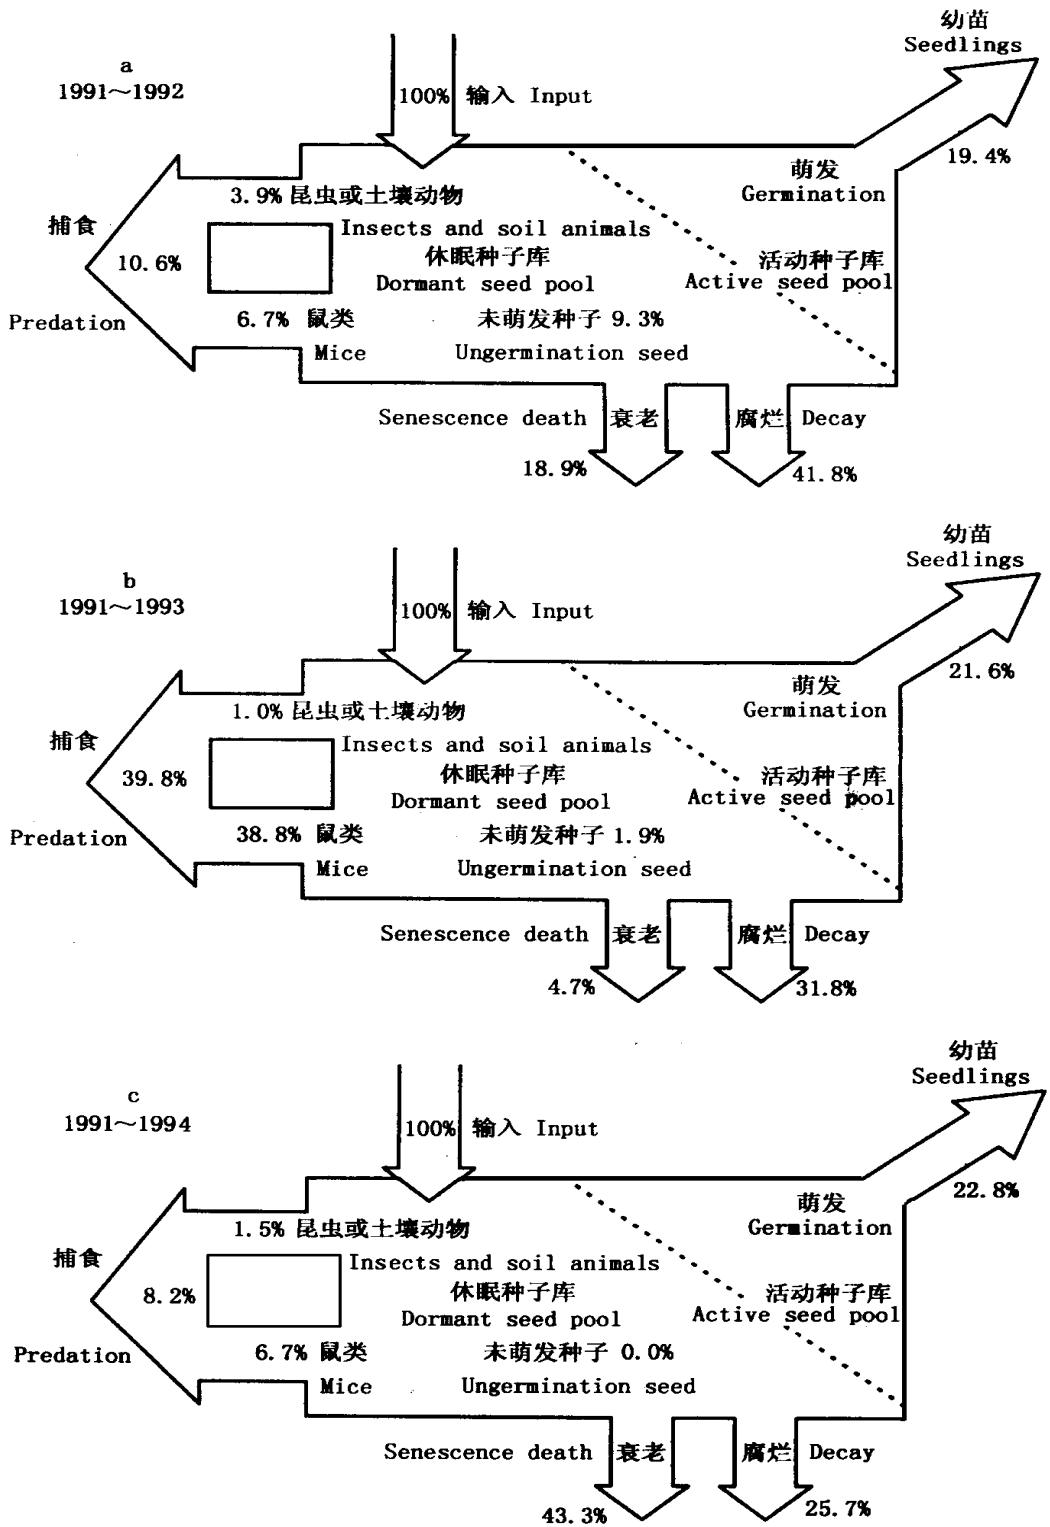 幼苗
Seedlings
a
1991～1992
100% 输入 Input
19.4%
萌发
Germination
3.9% 昆虫或土壤动物
Insects and soil animals
捕食
10.6%
休眠种子库
Dormant seed pool
活动种子库
Active seed pool
Predation
6.7% 鼠类
Mice
未萌发种子 9.3%
Ungermination seed
Senescence death 衰老
腐烂 Decay
18.9%
41.8%
幼苗
Seedlings
b
1991～1993
100% 输入 Input
21.6%
萌发
Germination
1.0% 昆虫或土壤动物
Insects and soil animals
捕食
39.8%
休眠种子库
Dormant seed pool
活动种子库
Active seed pool
Predation
38.8% 鼠类
Mice
未萌发种子 1.9%
Ungermination seed
Senescence death 衰老
腐烂 Decay
4.7%
31.8%
幼苗
Seedlings
c
1991～1994
100% 输入 Input
22.8%
萌发
Germination
1.5% 昆虫或土壤动物
Insects and soil animals
捕食
8.2%
休眠种子库
Dormant seed pool
活动种子库
Active seed pool
Predation
6.7% 鼠类
Mice
未萌发种子 0.0%
Ungermination seed
Senescence death 衰老
腐烂 Decay
43.3%
25.7%